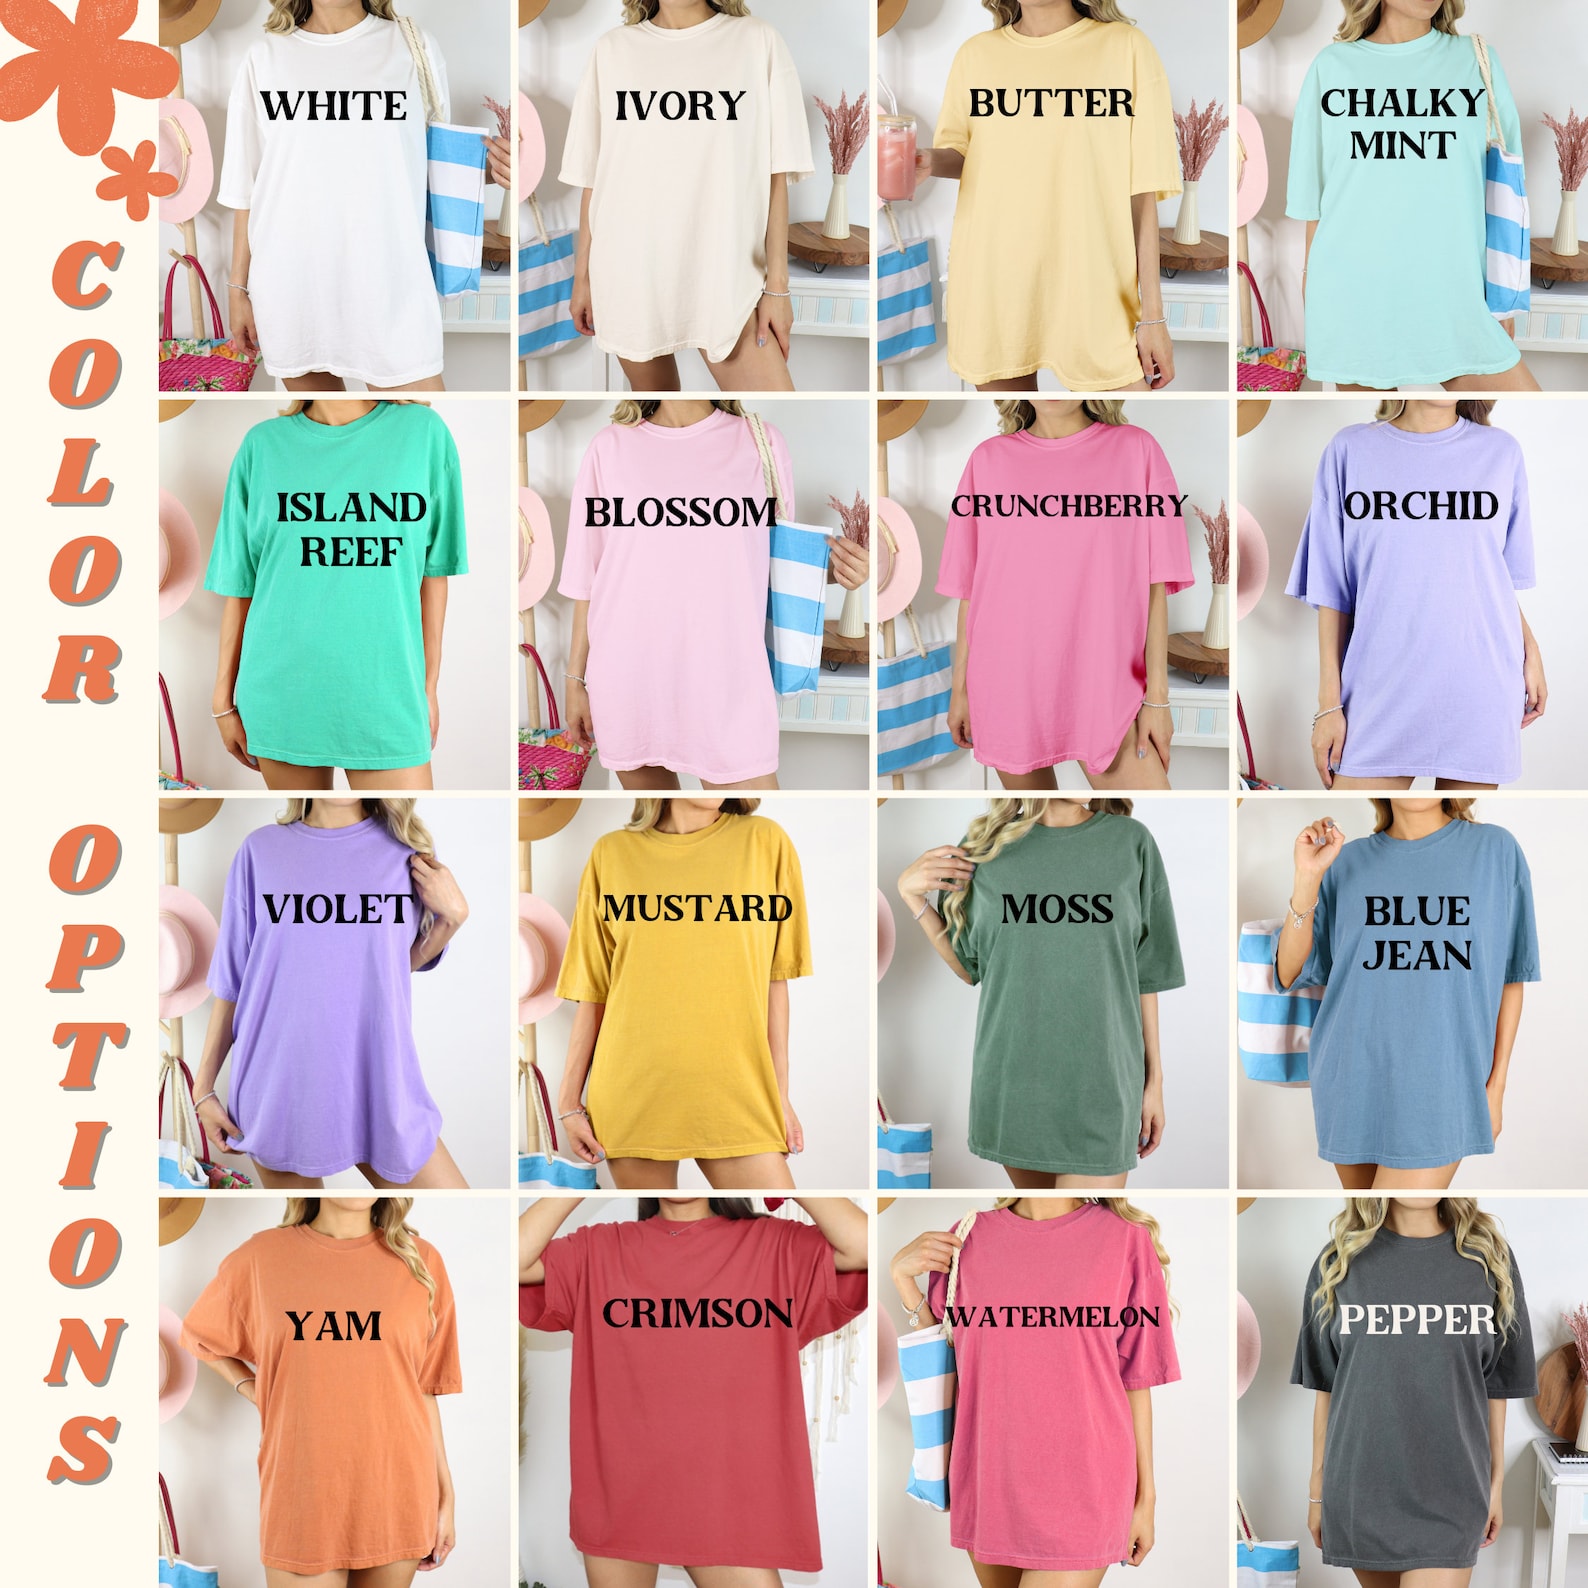 COLOR OPTIONS
WHITE
IVORY
BUTTER
CHALKY
MINT
ISLAND
REEF
BLOSSOM
CRUNCHBERRY
ORCHID
VIOLET
MUSTARD
MOSS
BLUE
JEAN
YAM
CRIMSON
WATERMELON
PEPPER